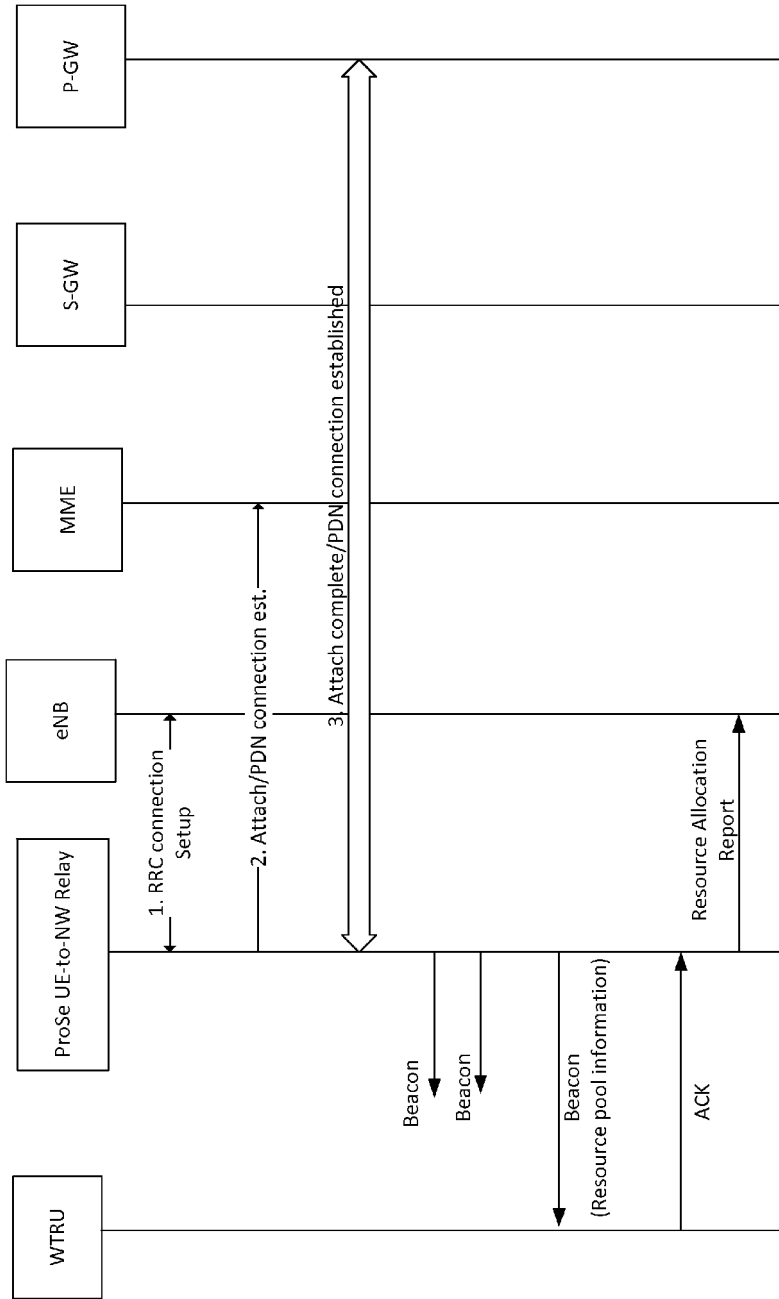 WTRU
ProSe UE-to-NW Relay
eNB
MME
S-GW
P-GW
1. RRC connection
Setup
2. Attach/PDN connection est.
3. Attach complete/PDN connection established
Beacon
Beacon
Beacon
(Resource pool information)
ACK
Resource Allocation
Report